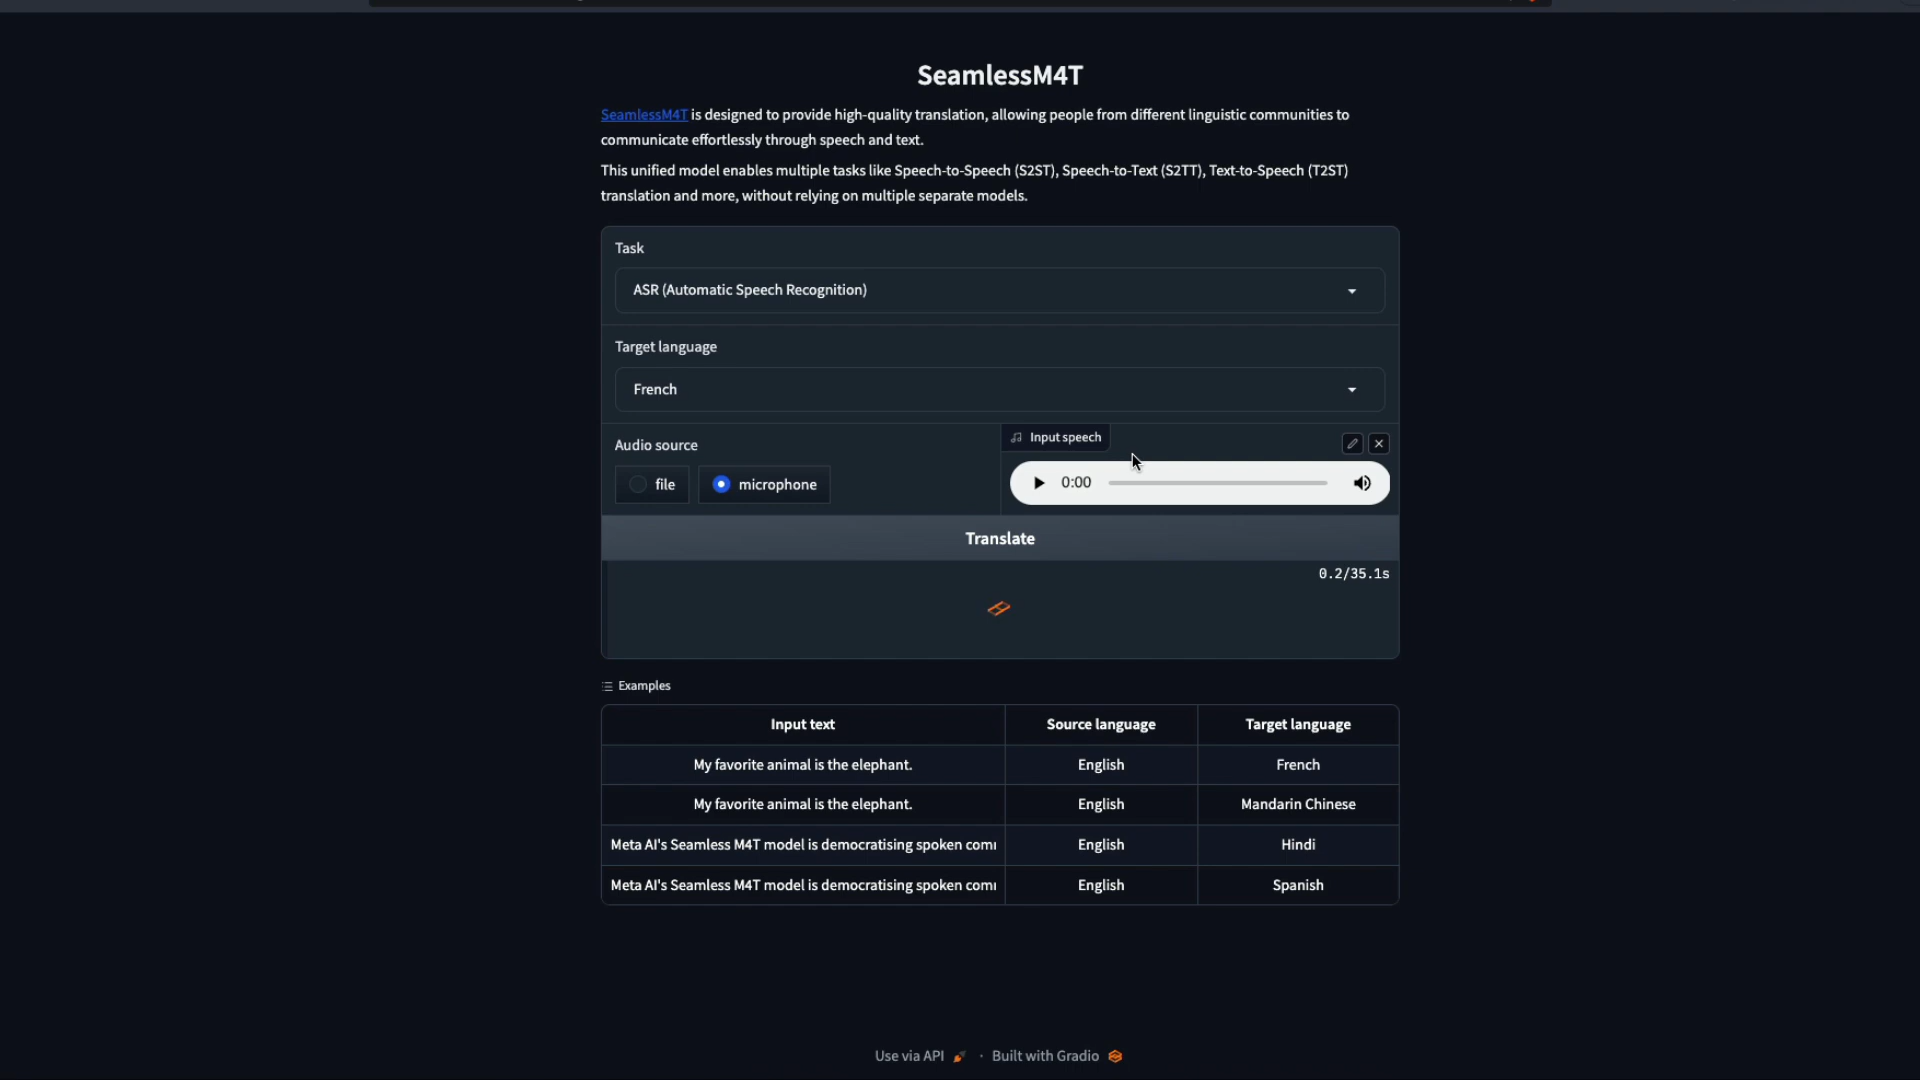 SeamlessM4T
SeamlessM4T is designed to provide high-quality translation, allowing people from different linguistic communities to
communicate effortlessly through speech and text.
This unified model enables multiple tasks like Speech-to-Speech (S2ST), Speech-to-Text (S2TT), Text-to-Speech (T2ST)
translation and more, without relying on multiple separate models.
Task
ASR (Automatic Speech Recognition)
Target language
French
Audio source
file microphone
Input speech
0:00
Translate
0.2/35.1s
Examples
Input text Source language Target language
My favorite animal is the elephant. English French
My favorite animal is the elephant. English Mandarin Chinese
Meta AI's Seamless M4T model is democratising spoken English Hindi
Meta AI's Seamless M4T model is democratising spoken English Spanish
Use via API · Built with Gradio